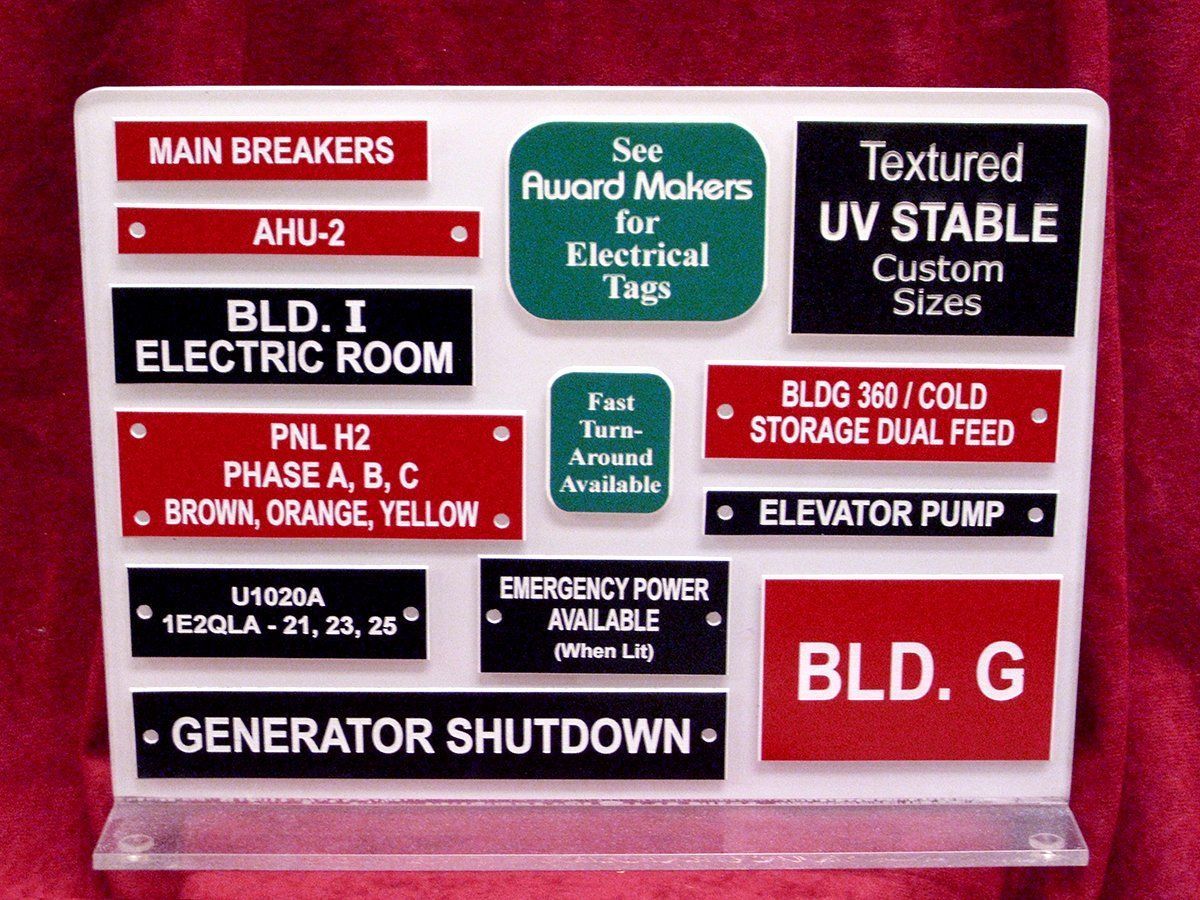 MAIN BREAKERS
AHU-2
BLD. I
ELECTRIC ROOM
PNL H2
PHASE A, B, C
BROWN, ORANGE, YELLOW
U1020A
1E2QLA - 21, 23, 25
GENERATOR SHUTDOWN
See
Award Makers
for
Electrical
Tags
Fast
Turn-
Around
Available
EMERGENCY POWER
AVAILABLE
(When Lit)
Textured
UV STABLE
Custom
Sizes
BLDG 360 / COLD
STORAGE DUAL FEED
ELEVATOR PUMP
BLD. G